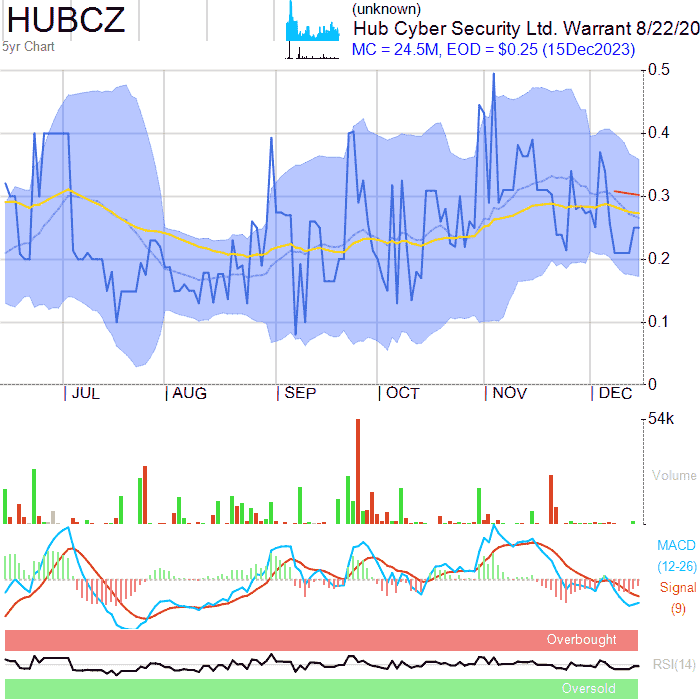 HUBCZ
(unknown)
Hub Cyber Security Ltd. Warrant 8/22/20
5yr Chart
MC = 24.5M, EOD = $0.25 (15Dec2023)
0.5
0.4
0.3
0.2
0.1
0
JUL AUG SEP OCT NOV DEC
54k
Volume
MACD
(12-26)
Signal
(9)
Overbought
RSI(14)
Oversold